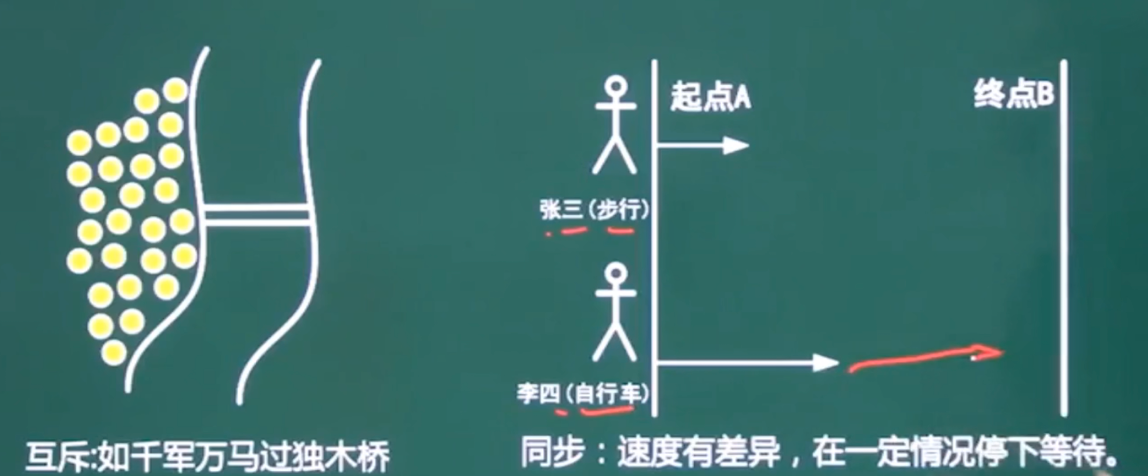 起点A
终点B
张三(步行)
李四(自行车)
互斥:如千军万马过独木桥
同步：速度有差异，在一定情况停下等待。